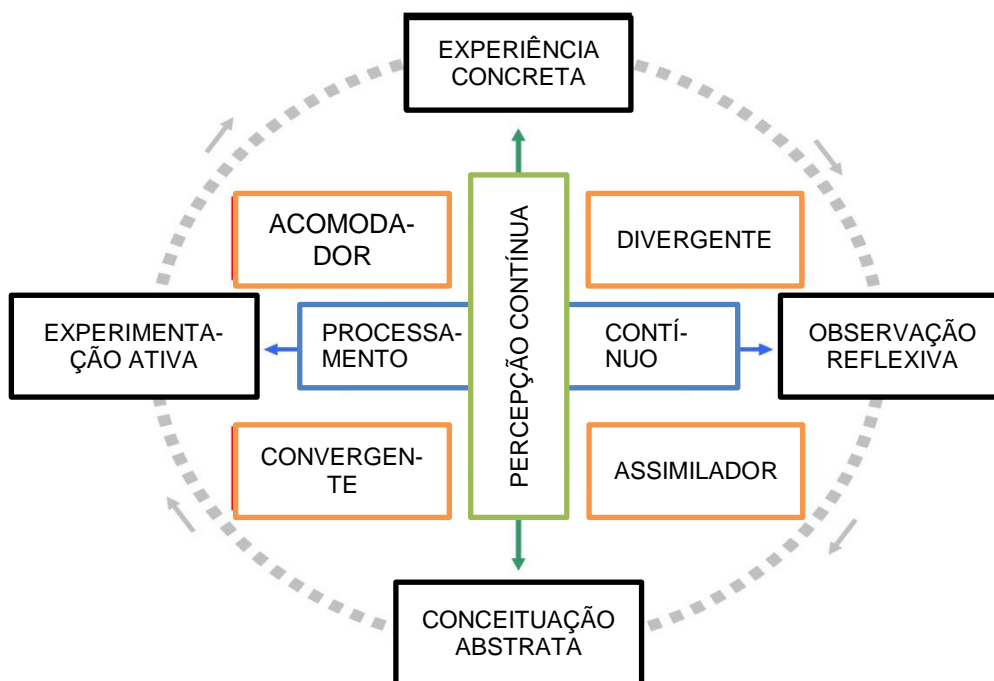 EXPERIÊNCIA
CONCRETA
ACOMODA-
DOR
PERCEPÇÃO CONTÍNUA
DIVERGENTE
EXPERIMENTA-
ÇÃO ATIVA
PROCESSA-
MENTO
CONTÍ-
NUO
OBSERVAÇÃO
REFLEXIVA
CONVERGEN-
TE
ASSIMILADOR
CONCEITUAÇÃO
ABSTRATA